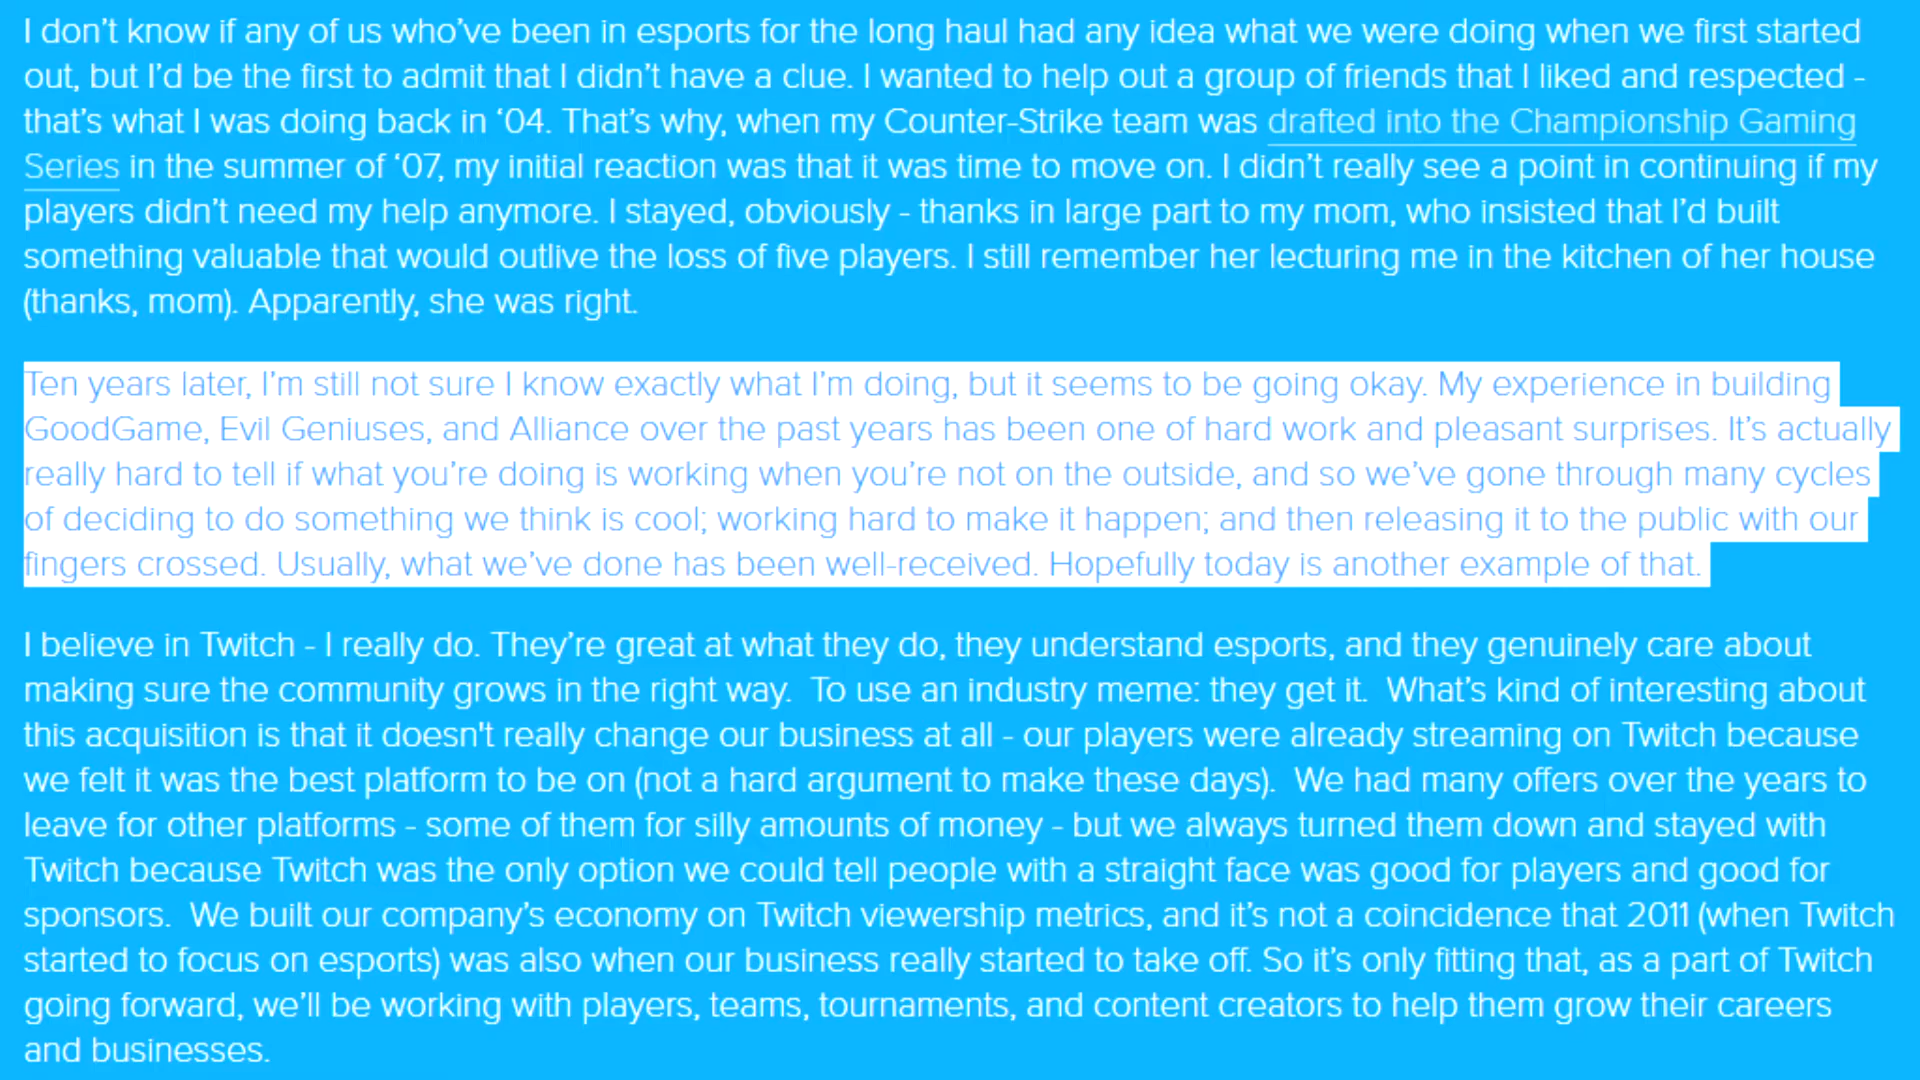 I don’t know if any of us who’ve been in esports for the long haul had any idea what we were doing when we first started
out, but I’d be the first to admit that I didn’t have a clue. I wanted to help out a group of friends that I liked and respected -
that’s what I was doing back in ‘04. That’s why, when my Counter-Strike team was drafted into the Championship Gaming
Series in the summer of ‘07, my initial reaction was that it was time to move on. I didn’t really see a point in continuing if my
players didn’t need my help anymore. I stayed, obviously - thanks in large part to my mom, who insisted that I’d built
something valuable that would outlive the loss of five players. I still remember her lecturing me in the kitchen of her house
(thanks, mom). Apparently, she was right.
Ten years later, I’m still not sure I know exactly what I’m doing, but it seems to be going okay. My experience in building
GoodGame, Evil Geniuses, and Alliance over the past years has been one of hard work and pleasant surprises. It’s actually
really hard to tell if what you’re doing is working when you’re not on the outside, and so we’ve gone through many cycles
of deciding to do something we think is cool; working hard to make it happen; and then releasing it to the public with our
fingers crossed. Usually, what we’ve done has been well-received. Hopefully today is another example of that.
I believe in Twitch - I really do. They’re great at what they do, they understand esports, and they genuinely care about
making sure the community grows in the right way.  To use an industry meme: they get it.  What’s kind of interesting about
this acquisition is that it doesn't really change our business at all - our players were already streaming on Twitch because
we felt it was the best platform to be on (not a hard argument to make these days).  We had many offers over the years to
leave for other platforms - some of them for silly amounts of money - but we always turned them down and stayed with
Twitch because Twitch was the only option we could tell people with a straight face was good for players and good for
sponsors.  We built our company’s economy on Twitch viewership metrics, and it’s not a coincidence that 2011 (when Twitch
started to focus on esports) was also when our business really started to take off. So it’s only fitting that, as a part of Twitch
going forward, we’ll be working with players, teams, tournaments, and content creators to help them grow their careers
and businesses.